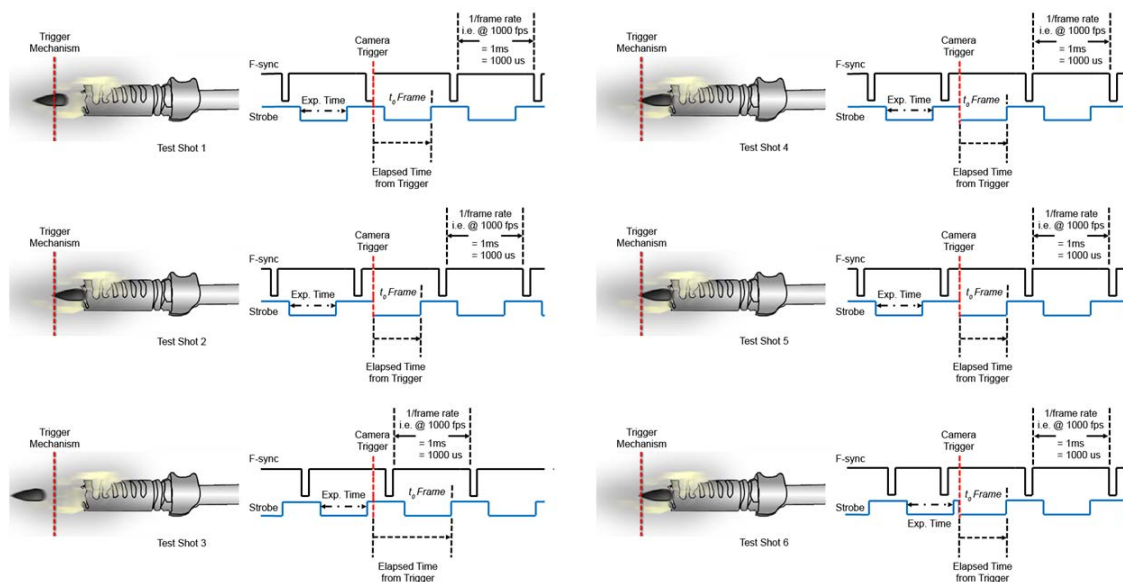 Trigger
Mechanism
Camera
Trigger
1/frame rate
i.e. @ 1000 fps
= 1ms
= 1000 us
F-sync
Exp. Time
t0 Frame
Strobe
Elapsed Time
from Trigger
Test Shot 1
Trigger
Mechanism
Camera
Trigger
1/frame rate
i.e. @ 1000 fps
= 1ms
= 1000 us
F-sync
Exp. Time
t0 Frame
Strobe
Elapsed Time
from Trigger
Test Shot 4
Trigger
Mechanism
Camera
Trigger
1/frame rate
i.e. @ 1000 fps
= 1ms
= 1000 us
F-sync
Exp. Time
t0 Frame
Strobe
Elapsed Time
from Trigger
Test Shot 2
Trigger
Mechanism
Camera
Trigger
1/frame rate
i.e. @ 1000 fps
= 1ms
= 1000 us
F-sync
Exp. Time
t0 Frame
Strobe
Elapsed Time
from Trigger
Test Shot 5
Trigger
Mechanism
Camera
Trigger
1/frame rate
i.e. @ 1000 fps
= 1ms
= 1000 us
F-sync
Exp. Time
t0 Frame
Strobe
Elapsed Time
from Trigger
Test Shot 3
Trigger
Mechanism
Camera
Trigger
1/frame rate
i.e. @ 1000 fps
= 1ms
= 1000 us
F-sync
t0 Frame
Strobe
Exp. Time
Elapsed Time
from Trigger
Test Shot 6